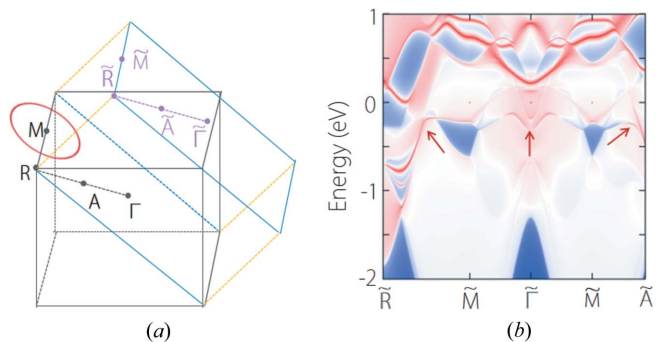 M̃
R̃
M
Ã
Γ̃
R
A
Γ
(a)
Energy (eV)
1
0
-1
-2
R̃ M̃ Γ̃ M̃ Ã
(b)